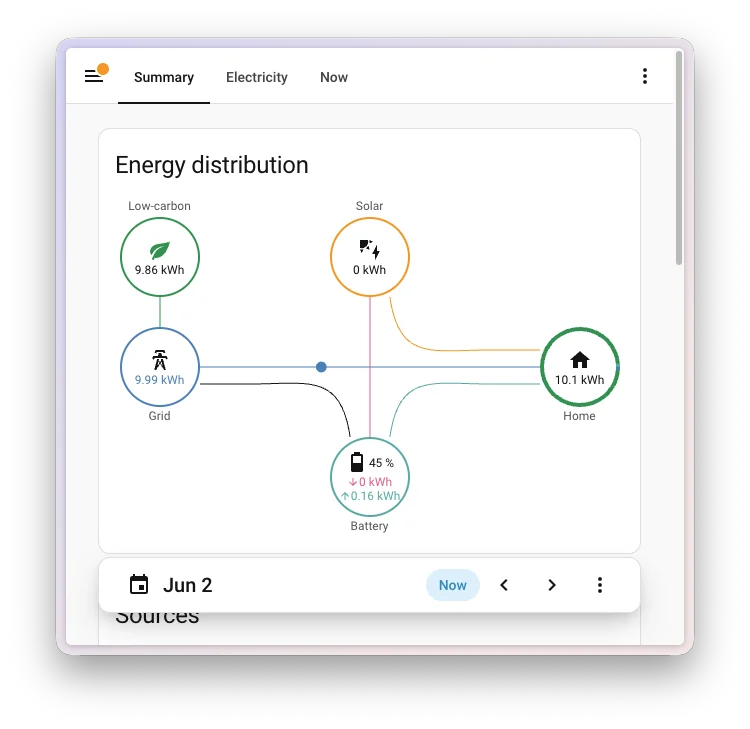 Summary Electricity Now
Energy distribution
Low-carbon Solar
9.86 kWh 0 kWh
9.99 kWh 10.1 kWh
Grid Home
45 %
↓0 kWh
↑0.16 kWh
Battery
Jun 2 Now
Sources